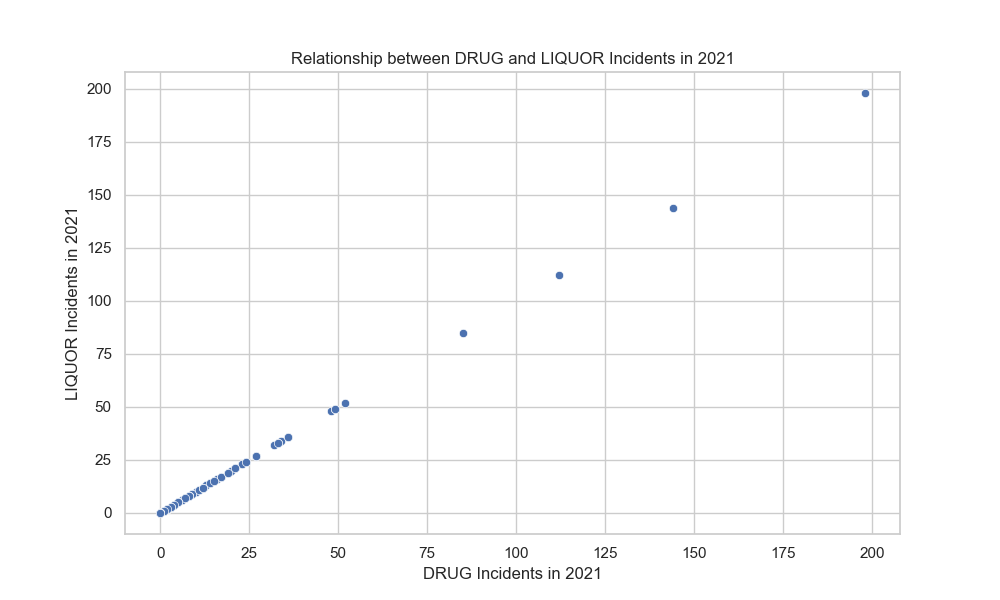 Relationship between DRUG and LIQUOR Incidents in 2021
LIQUOR Incidents in 2021
200
175
150
125
100
75
50
25
0
0 25 50 75 100 125 150 175 200
DRUG Incidents in 2021